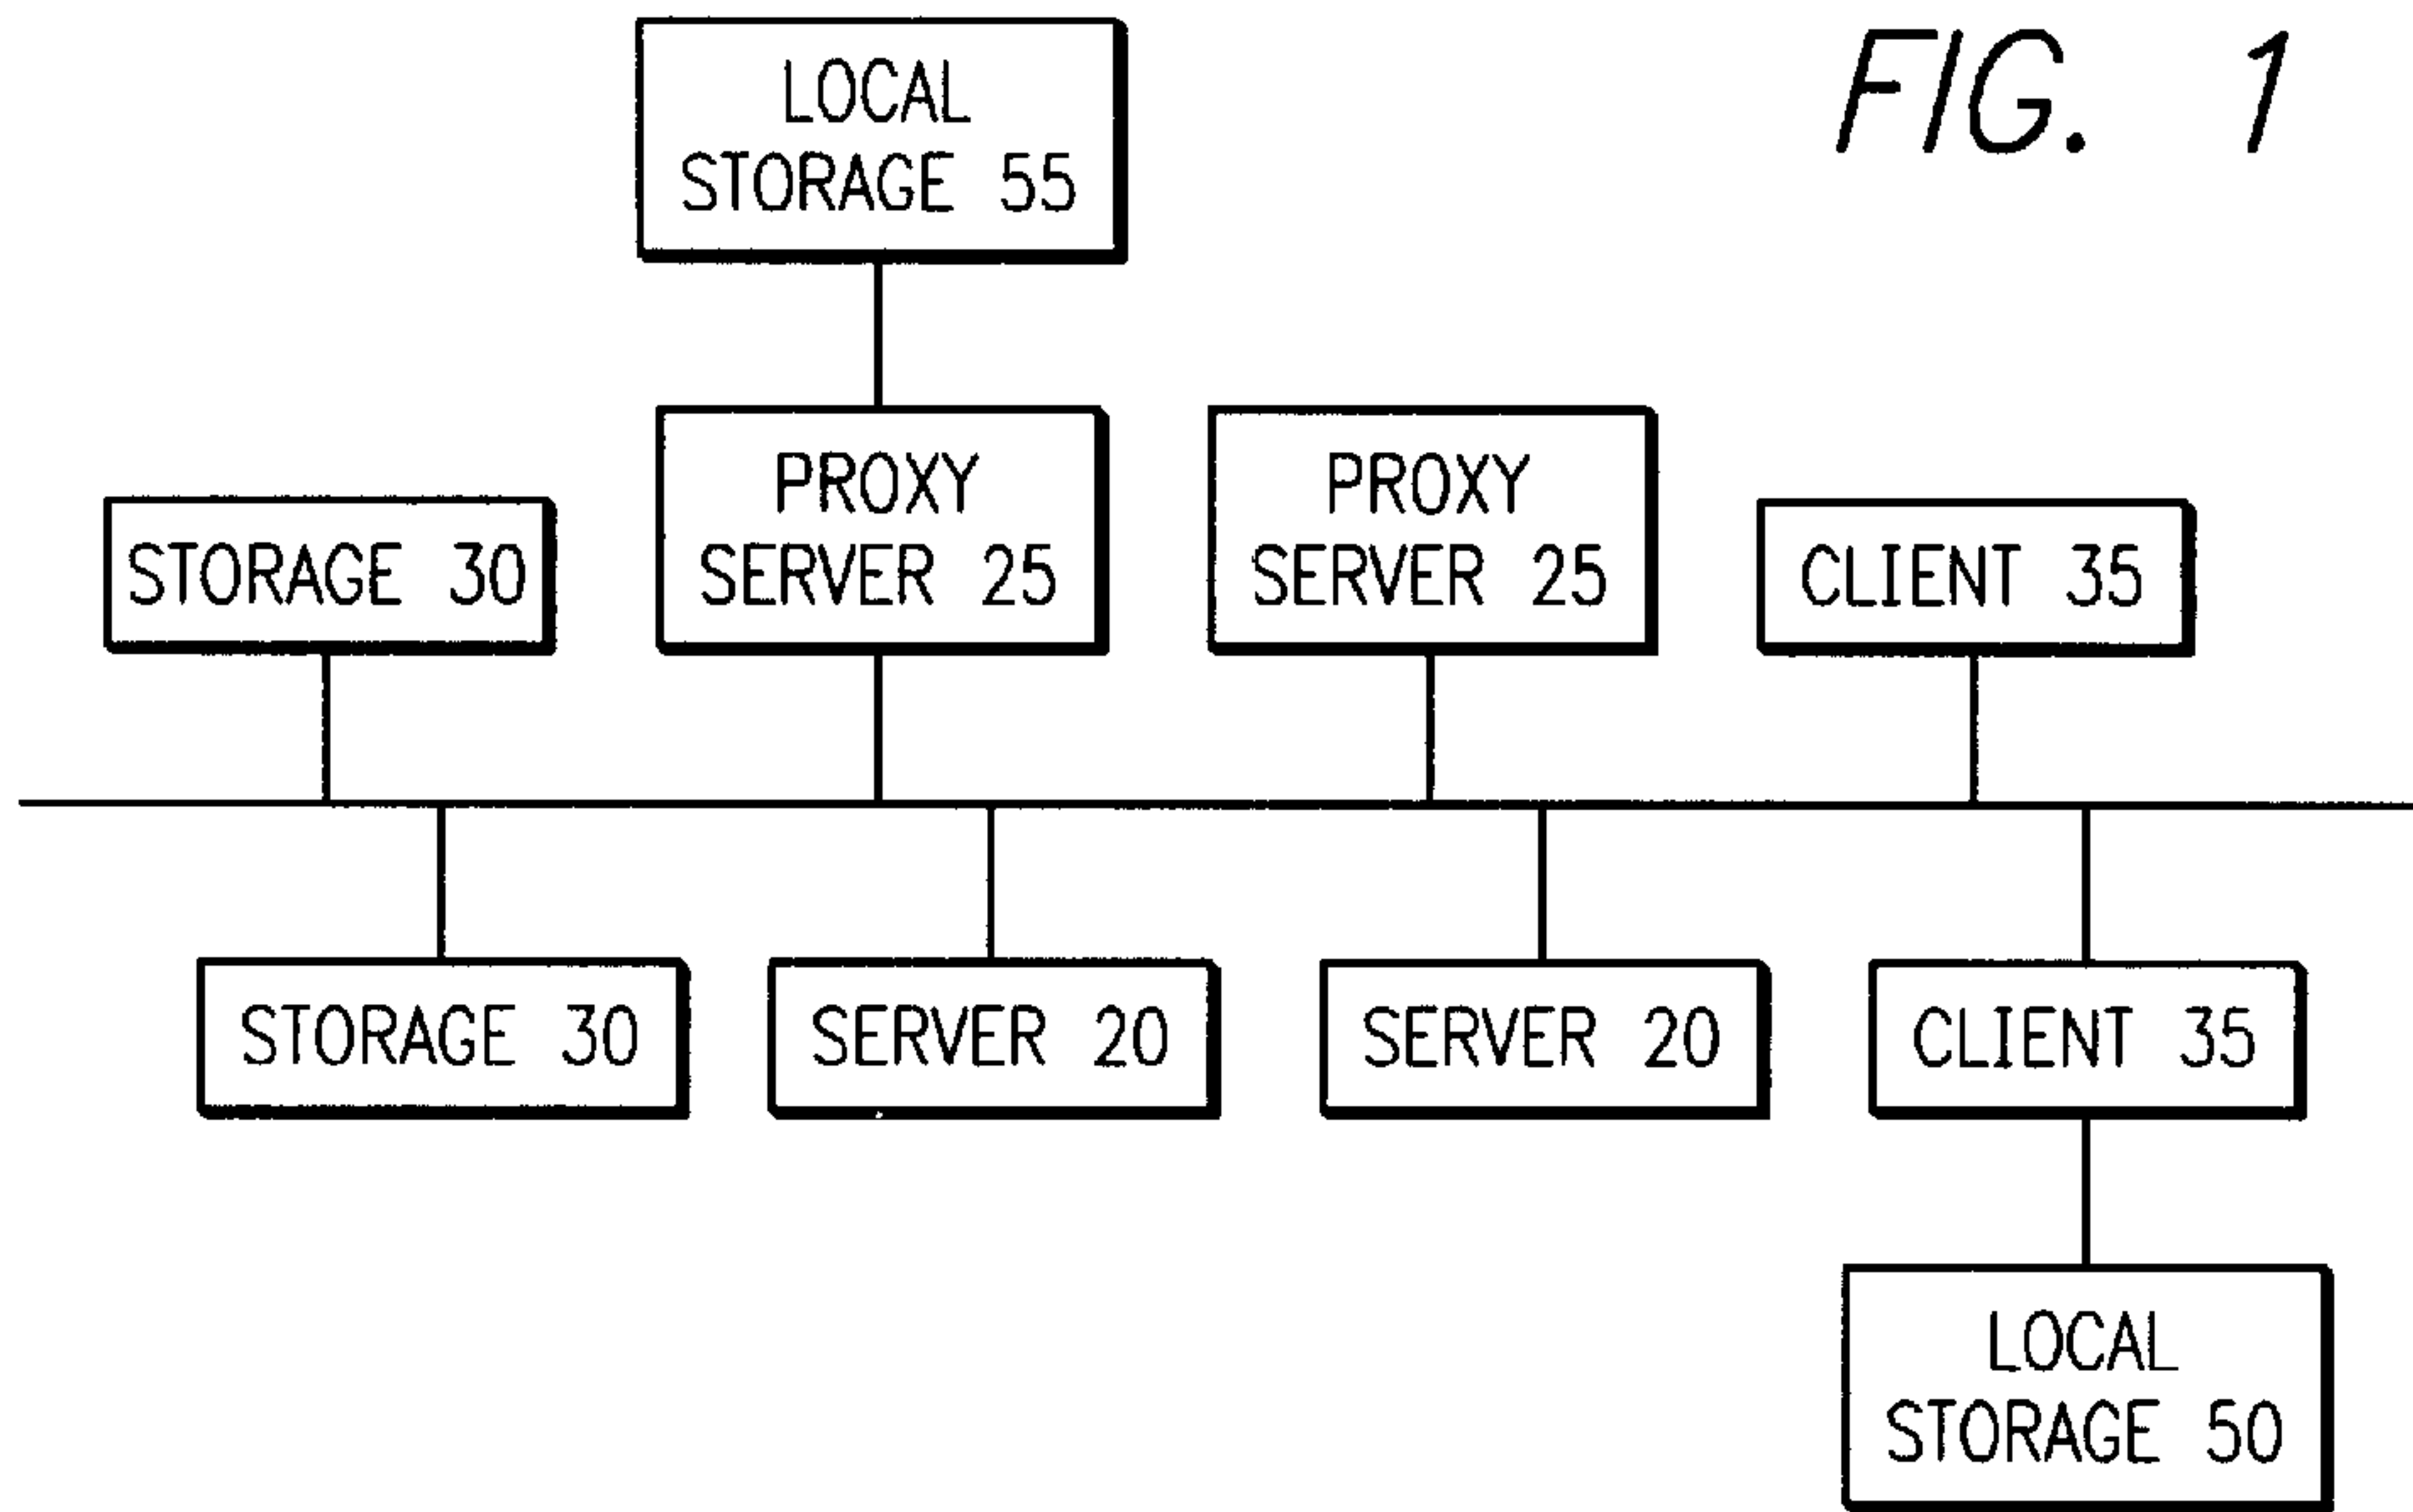 FIG. 1
LOCAL
STORAGE 55
PROXY
SERVER 25
PROXY
SERVER 25
STORAGE 30
CLIENT 35
STORAGE 30
SERVER 20
SERVER 20
CLIENT 35
LOCAL
STORAGE 50